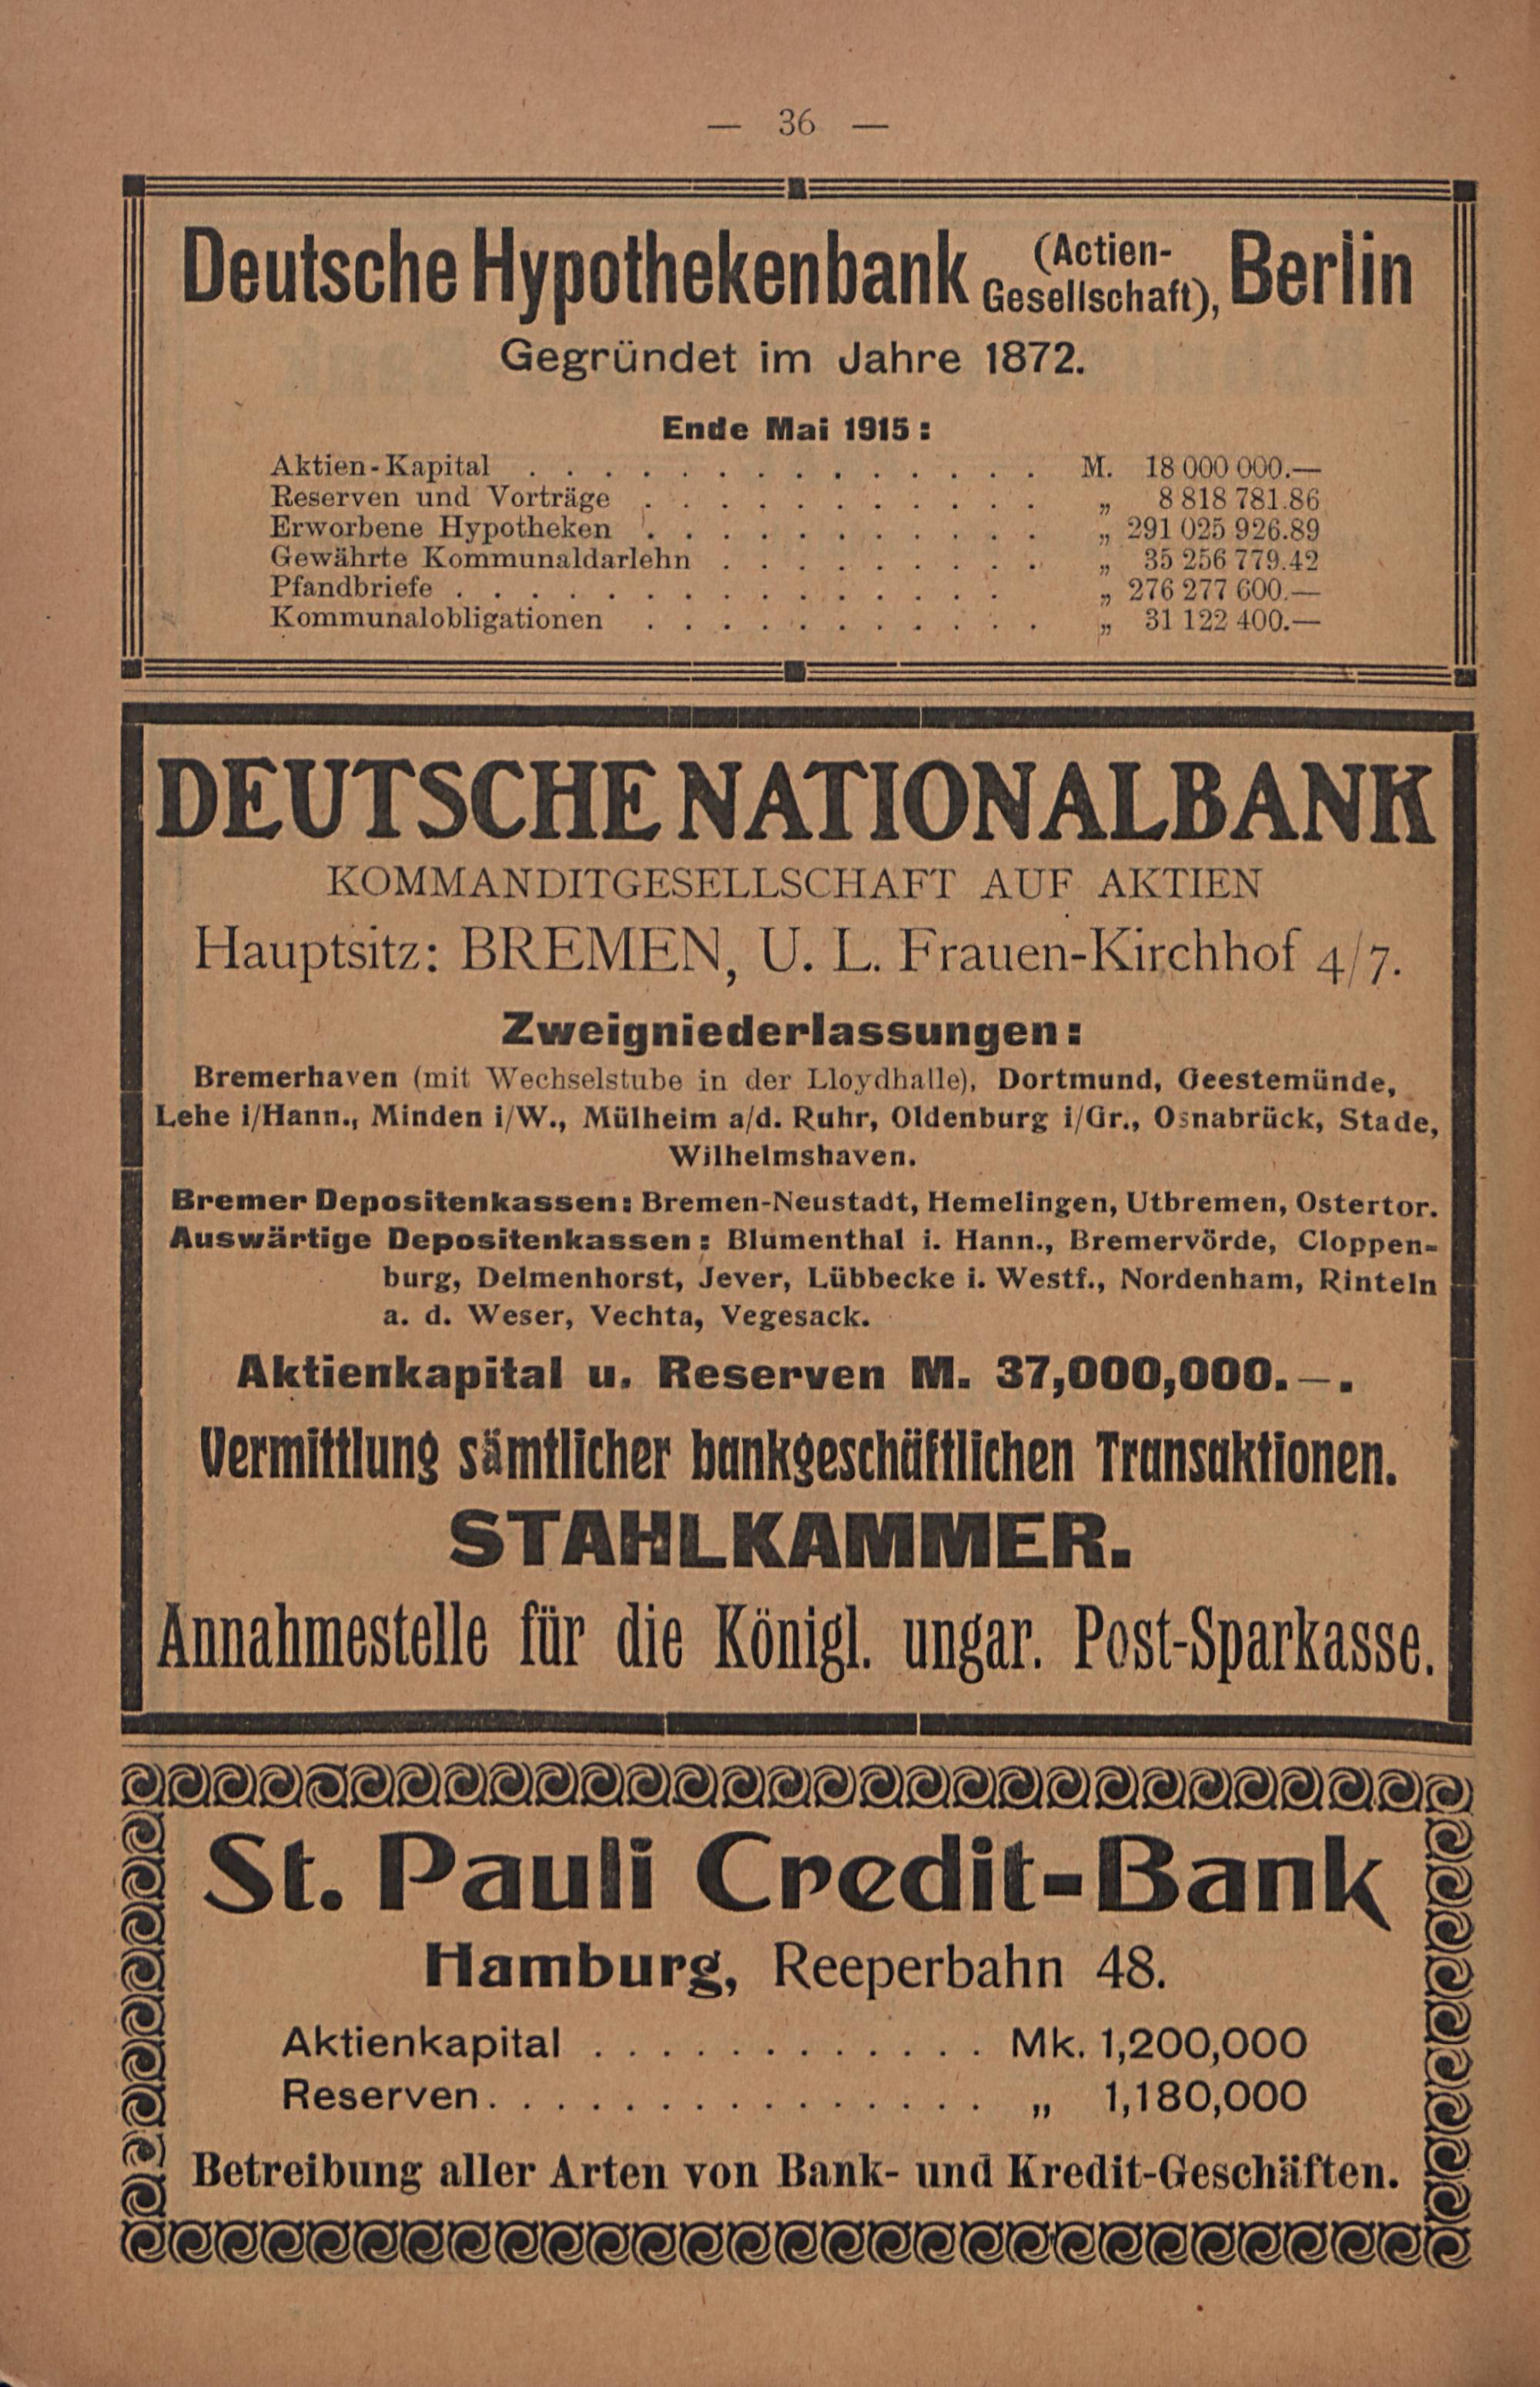 — 36 —
Deutsche Hypothekenbank (Actien-Gesellschaft), Berlin
Gegründet im Jahre 1872.
Ende Mai 1915:
Aktien-Kapital . . . . . . . . . . . . . . M. 18 000 000.—
Reserven und Vorträge . . . . . . . . . . . „ 8 818 781.86
Erworbene Hypotheken . . . . . . . . . . . „ 291 025 926.89
Gewährte Kommunaldarlehn . . . . . . . . . „ 35 256 779.42
Pfandbriefe . . . . . . . . . . . . . . . „ 276 277 600.—
Kommunalobligationen . . . . . . . . . . . „ 31 122 400.—
DEUTSCHE NATIONALBANK
KOMMANDITGESELLSCHAFT AUF AKTIEN
Hauptsitz: BREMEN, U. L. Frauen-Kirchhof 4/7.
Zweigniederlassungen:
Bremerhaven (mit Wechselstube in der Lloydhalle), Dortmund, Geestemünde,
Lehe i/Hann., Minden i/W., Mülheim a/d. Ruhr, Oldenburg i/Gr., Osnabrück, Stade,
Wilhelmshaven.
Bremer Depositenkassen: Bremen-Neustadt, Hemelingen, Utbremen, Ostertor.
Auswärtige Depositenkassen: Blumenthal i. Hann., Bremervörde, Cloppen-
burg, Delmenhorst, Jever, Lübbecke i. Westf., Nordenham, Rinteln
a. d. Weser, Vechta, Vegesack.
Aktienkapital u. Reserven M. 37,000,000.—.
Vermittlung sämtlicher bankgeschäftlichen Transaktionen.
STAHLKAMMER.
Annahmestelle für die Königl. ungar. Post-Sparkasse.
St. Pauli Credit-Bank
Hamburg, Reeperbahn 48.
Aktienkapital . . . . . . . . . . . . Mk. 1,200,000
Reserven . . . . . . . . . . . . . . . „ 1,180,000
Betreibung aller Arten von Bank- und Kredit-Geschäften.